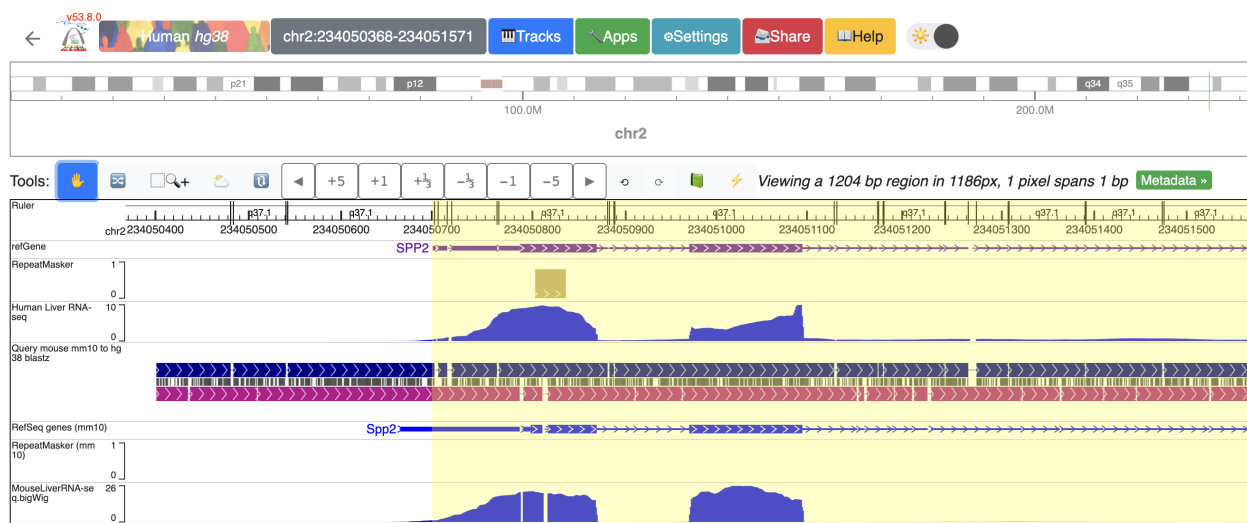 v53.8.0
Human hg38 chr2:234050368-234051571 Tracks Apps Settings Share Help
p21 p12 q34 q35
100.0M 200.0M
chr2
Tools: +5 +1 +⅓ -⅓ -1 -5 Viewing a 1204 bp region in 1186px, 1 pixel spans 1 bp Metadata »
Ruler
q37.1 q37.1 q37.1 q37.1 q37.1 q37.1 q37.1 q37.1
chr2 234050400 234050500 234050600 234050700 234050800 234050900 234051000 234051100 234051200 234051300 234051400 234051500
refGene SPP2
RepeatMasker 1
0
Human Liver RNA- 10
seq
0
Query mouse mm10 to hg
38 blastz
RefSeq genes (mm10) Spp2
RepeatMasker (mm 1
10)
0
MouseLiverRNA-se 26
q.bigWig
0